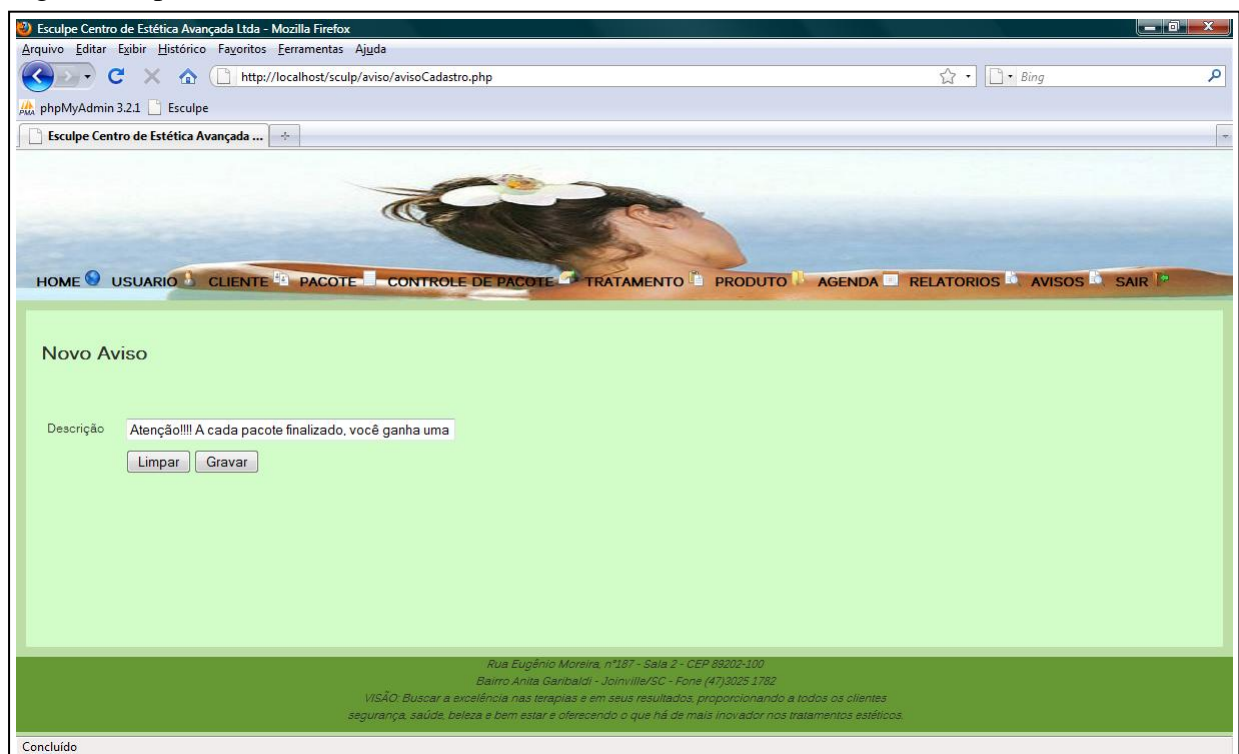 Esculpe Centro de Estética Avançada Ltda - Mozilla Firefox
Arquivo Editar Exibir Histórico Favoritos Ferramentas Ajuda
http://localhost/sculp/aviso/avisoCadastro.php Bing
PMA phpMyAdmin 3.2.1 Esculpe
Esculpe Centro de Estética Avançada ...
HOME USUARIO CLIENTE PACOTE CONTROLE DE PACOTE TRATAMENTO PRODUTO AGENDA RELATORIOS AVISOS SAIR
Novo Aviso
Descrição Atenção!!!! A cada pacote finalizado, você ganha uma
Limpar Gravar
Rua Eugênio Moreira, nº187 - Sala 2 - CEP 89202-100
Bairro Anita Garibaldi - Joinville/SC - Fone (47)3025 1782
VISÃO: Buscar a excelência nas terapias e em seus resultados, proporcionando a todos os clientes
segurança, saúde, beleza e bem estar e oferecendo o que há de mais inovador nos tratamentos estéticos.
Concluído